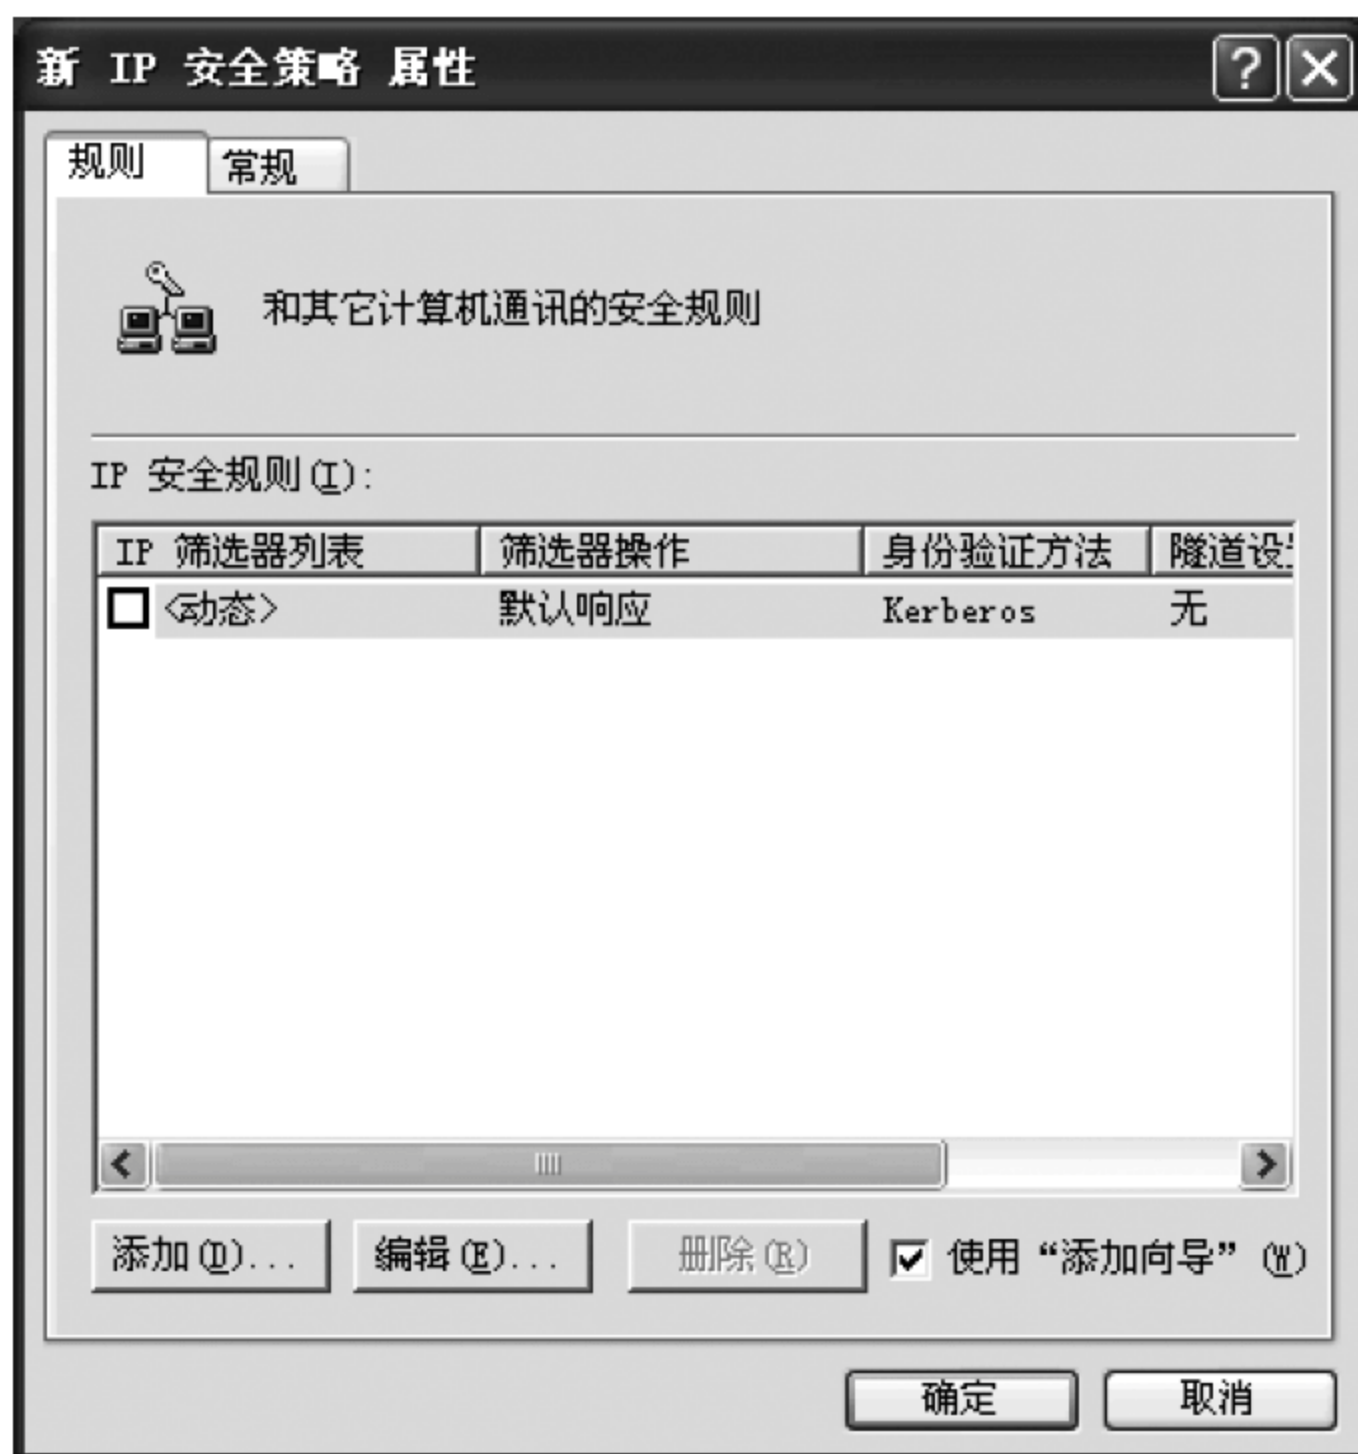 新 IP 安全策略 属性
规则 常规
和其它计算机通讯的安全规则
IP 安全规则(I):
IP 筛选器列表 筛选器操作 身份验证方法 隧道设
<动态> 默认响应 Kerberos 无
添加(D)... 编辑(E)... 删除(R) 使用“添加向导”(W)
确定 取消